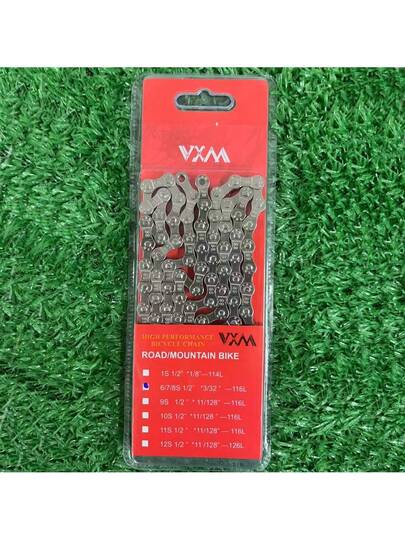 VXM
HIGH PERFORMANCE
BICYCLE CHAIN
VXM
ROAD/MOUNTAIN BIKE
1S 1/2" *1/8"—114L
6/7/8S 1/2" *3/32"—116L
9S 1/2" *11/128"—116L
10S 1/2" *11/128"—116L
11S 1/2" *11/128"—116L
12S 1/2" *11/128"—126L